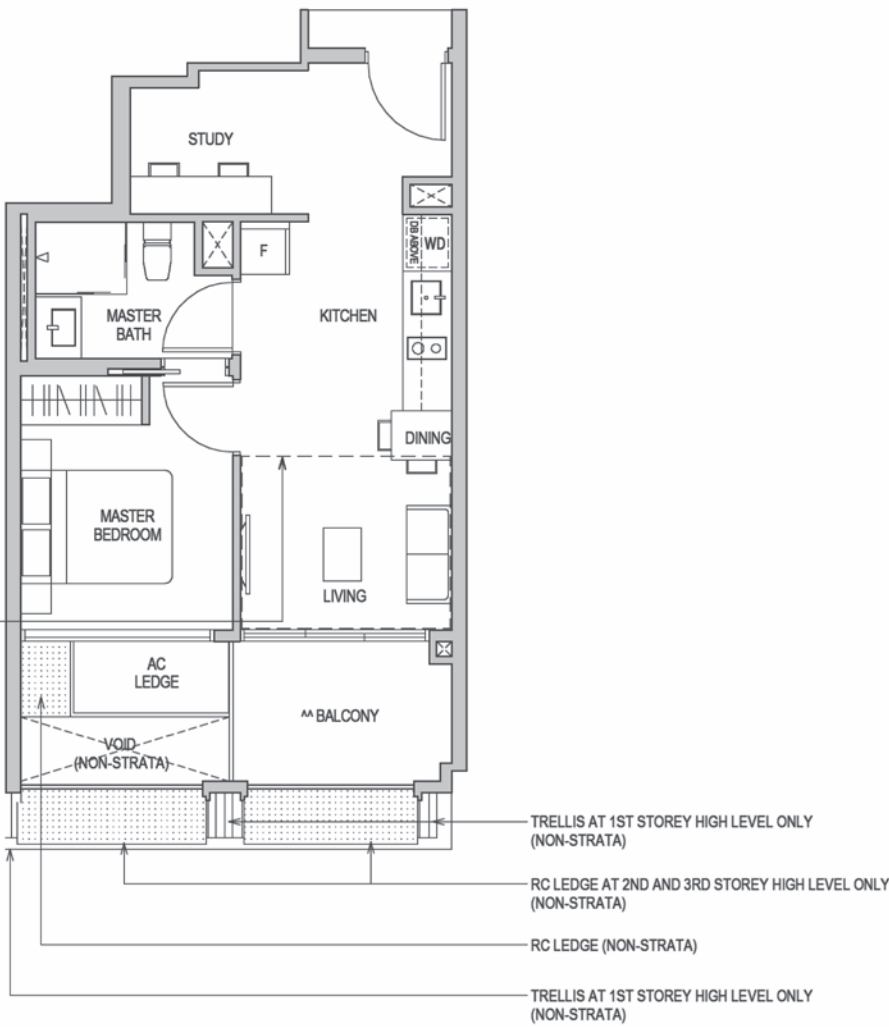 STUDY
DB ABOVE
WD
F
MASTER
BATH
KITCHEN
DINING
MASTER
BEDROOM
LIVING
AC
LEDGE
^^ BALCONY
VOID
(NON-STRATA)
TRELLIS AT 1ST STOREY HIGH LEVEL ONLY
(NON-STRATA)
RC LEDGE AT 2ND AND 3RD STOREY HIGH LEVEL ONLY
(NON-STRATA)
RC LEDGE (NON-STRATA)
TRELLIS AT 1ST STOREY HIGH LEVEL ONLY
(NON-STRATA)